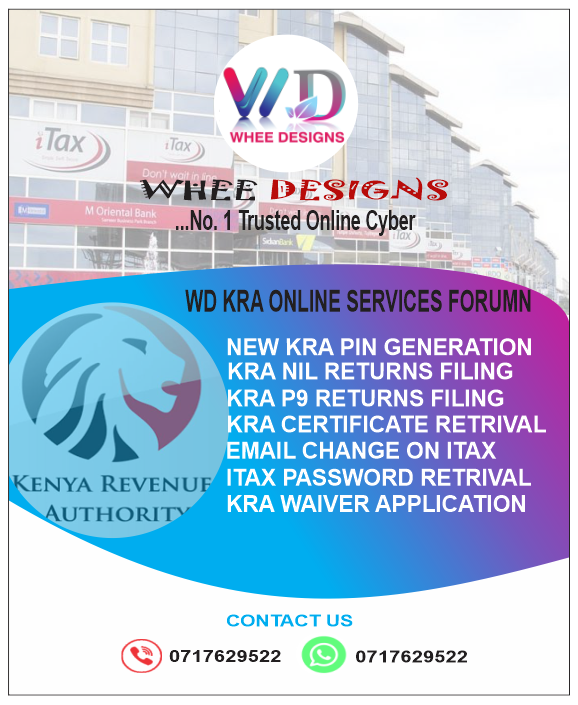 WD
WHEE DESIGNS
iTax
iTax
Don't wait in line
M Oriental Bank
WHEE DESIGNS
...No. 1 Trusted Online Cyber
SidianBank
iTax
WD KRA ONLINE SERVICES FORUMN
NEW KRA PIN GENERATION
KRA NIL RETURNS FILING
KRA P9 RETURNS FILING
KRA CERTIFICATE RETRIVAL
EMAIL CHANGE ON ITAX
ITAX PASSWORD RETRIVAL
KRA WAIVER APPLICATION
KENYA REVENUE
AUTHORITY
CONTACT US
0717629522 0717629522